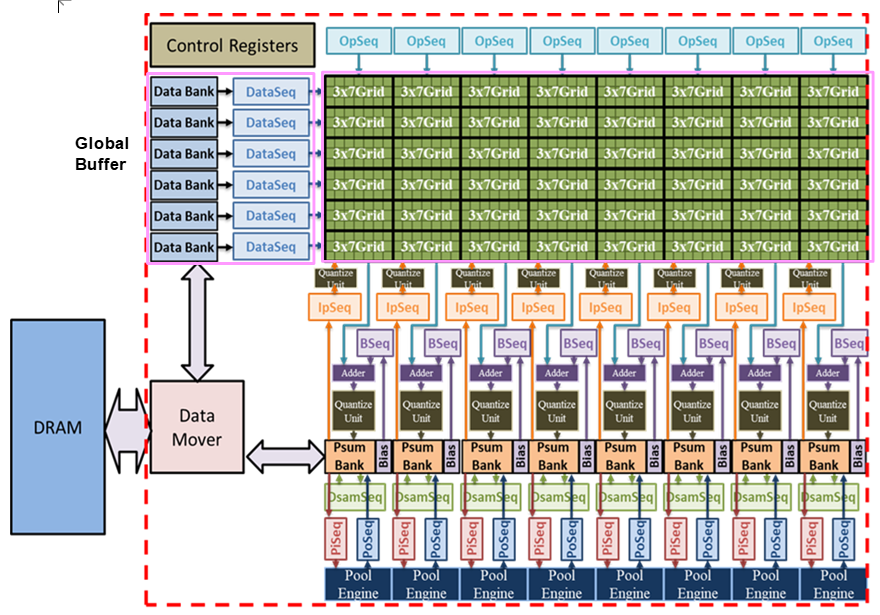 Control Registers
OpSeq OpSeq OpSeq OpSeq OpSeq OpSeq OpSeq OpSeq
Global
Buffer
Data Bank DataSeq 3x7Grid 3x7Grid 3x7Grid 3x7Grid 3x7Grid 3x7Grid 3x7Grid 3x7Grid
Data Bank DataSeq 3x7Grid 3x7Grid 3x7Grid 3x7Grid 3x7Grid 3x7Grid 3x7Grid 3x7Grid
Data Bank DataSeq 3x7Grid 3x7Grid 3x7Grid 3x7Grid 3x7Grid 3x7Grid 3x7Grid 3x7Grid
Data Bank DataSeq 3x7Grid 3x7Grid 3x7Grid 3x7Grid 3x7Grid 3x7Grid 3x7Grid 3x7Grid
Data Bank DataSeq 3x7Grid 3x7Grid 3x7Grid 3x7Grid 3x7Grid 3x7Grid 3x7Grid 3x7Grid
Data Bank DataSeq 3x7Grid 3x7Grid 3x7Grid 3x7Grid 3x7Grid 3x7Grid 3x7Grid 3x7Grid
Quantize Quantize Quantize Quantize Quantize Quantize Quantize Quantize
Unit Unit Unit Unit Unit Unit Unit Unit
IpSeq IpSeq IpSeq IpSeq IpSeq IpSeq IpSeq IpSeq
BSeq BSeq BSeq BSeq BSeq BSeq BSeq BSeq
Adder Adder Adder Adder Adder Adder Adder Adder
Quantize Quantize Quantize Quantize Quantize Quantize Quantize Quantize
Unit Unit Unit Unit Unit Unit Unit Unit
DRAM
Data
Mover
Psum Psum Psum Psum Psum Psum Psum Psum
Bank Bank Bank Bank Bank Bank Bank Bank
Bias Bias Bias Bias Bias Bias Bias Bias
DsamSeq DsamSeq DsamSeq DsamSeq DsamSeq DsamSeq DsamSeq DsamSeq
PiSeq PoSeq PiSeq PoSeq PiSeq PoSeq PiSeq PoSeq PiSeq PoSeq PiSeq PoSeq PiSeq PoSeq PiSeq PoSeq
Pool Pool Pool Pool Pool Pool Pool Pool
Engine Engine Engine Engine Engine Engine Engine Engine